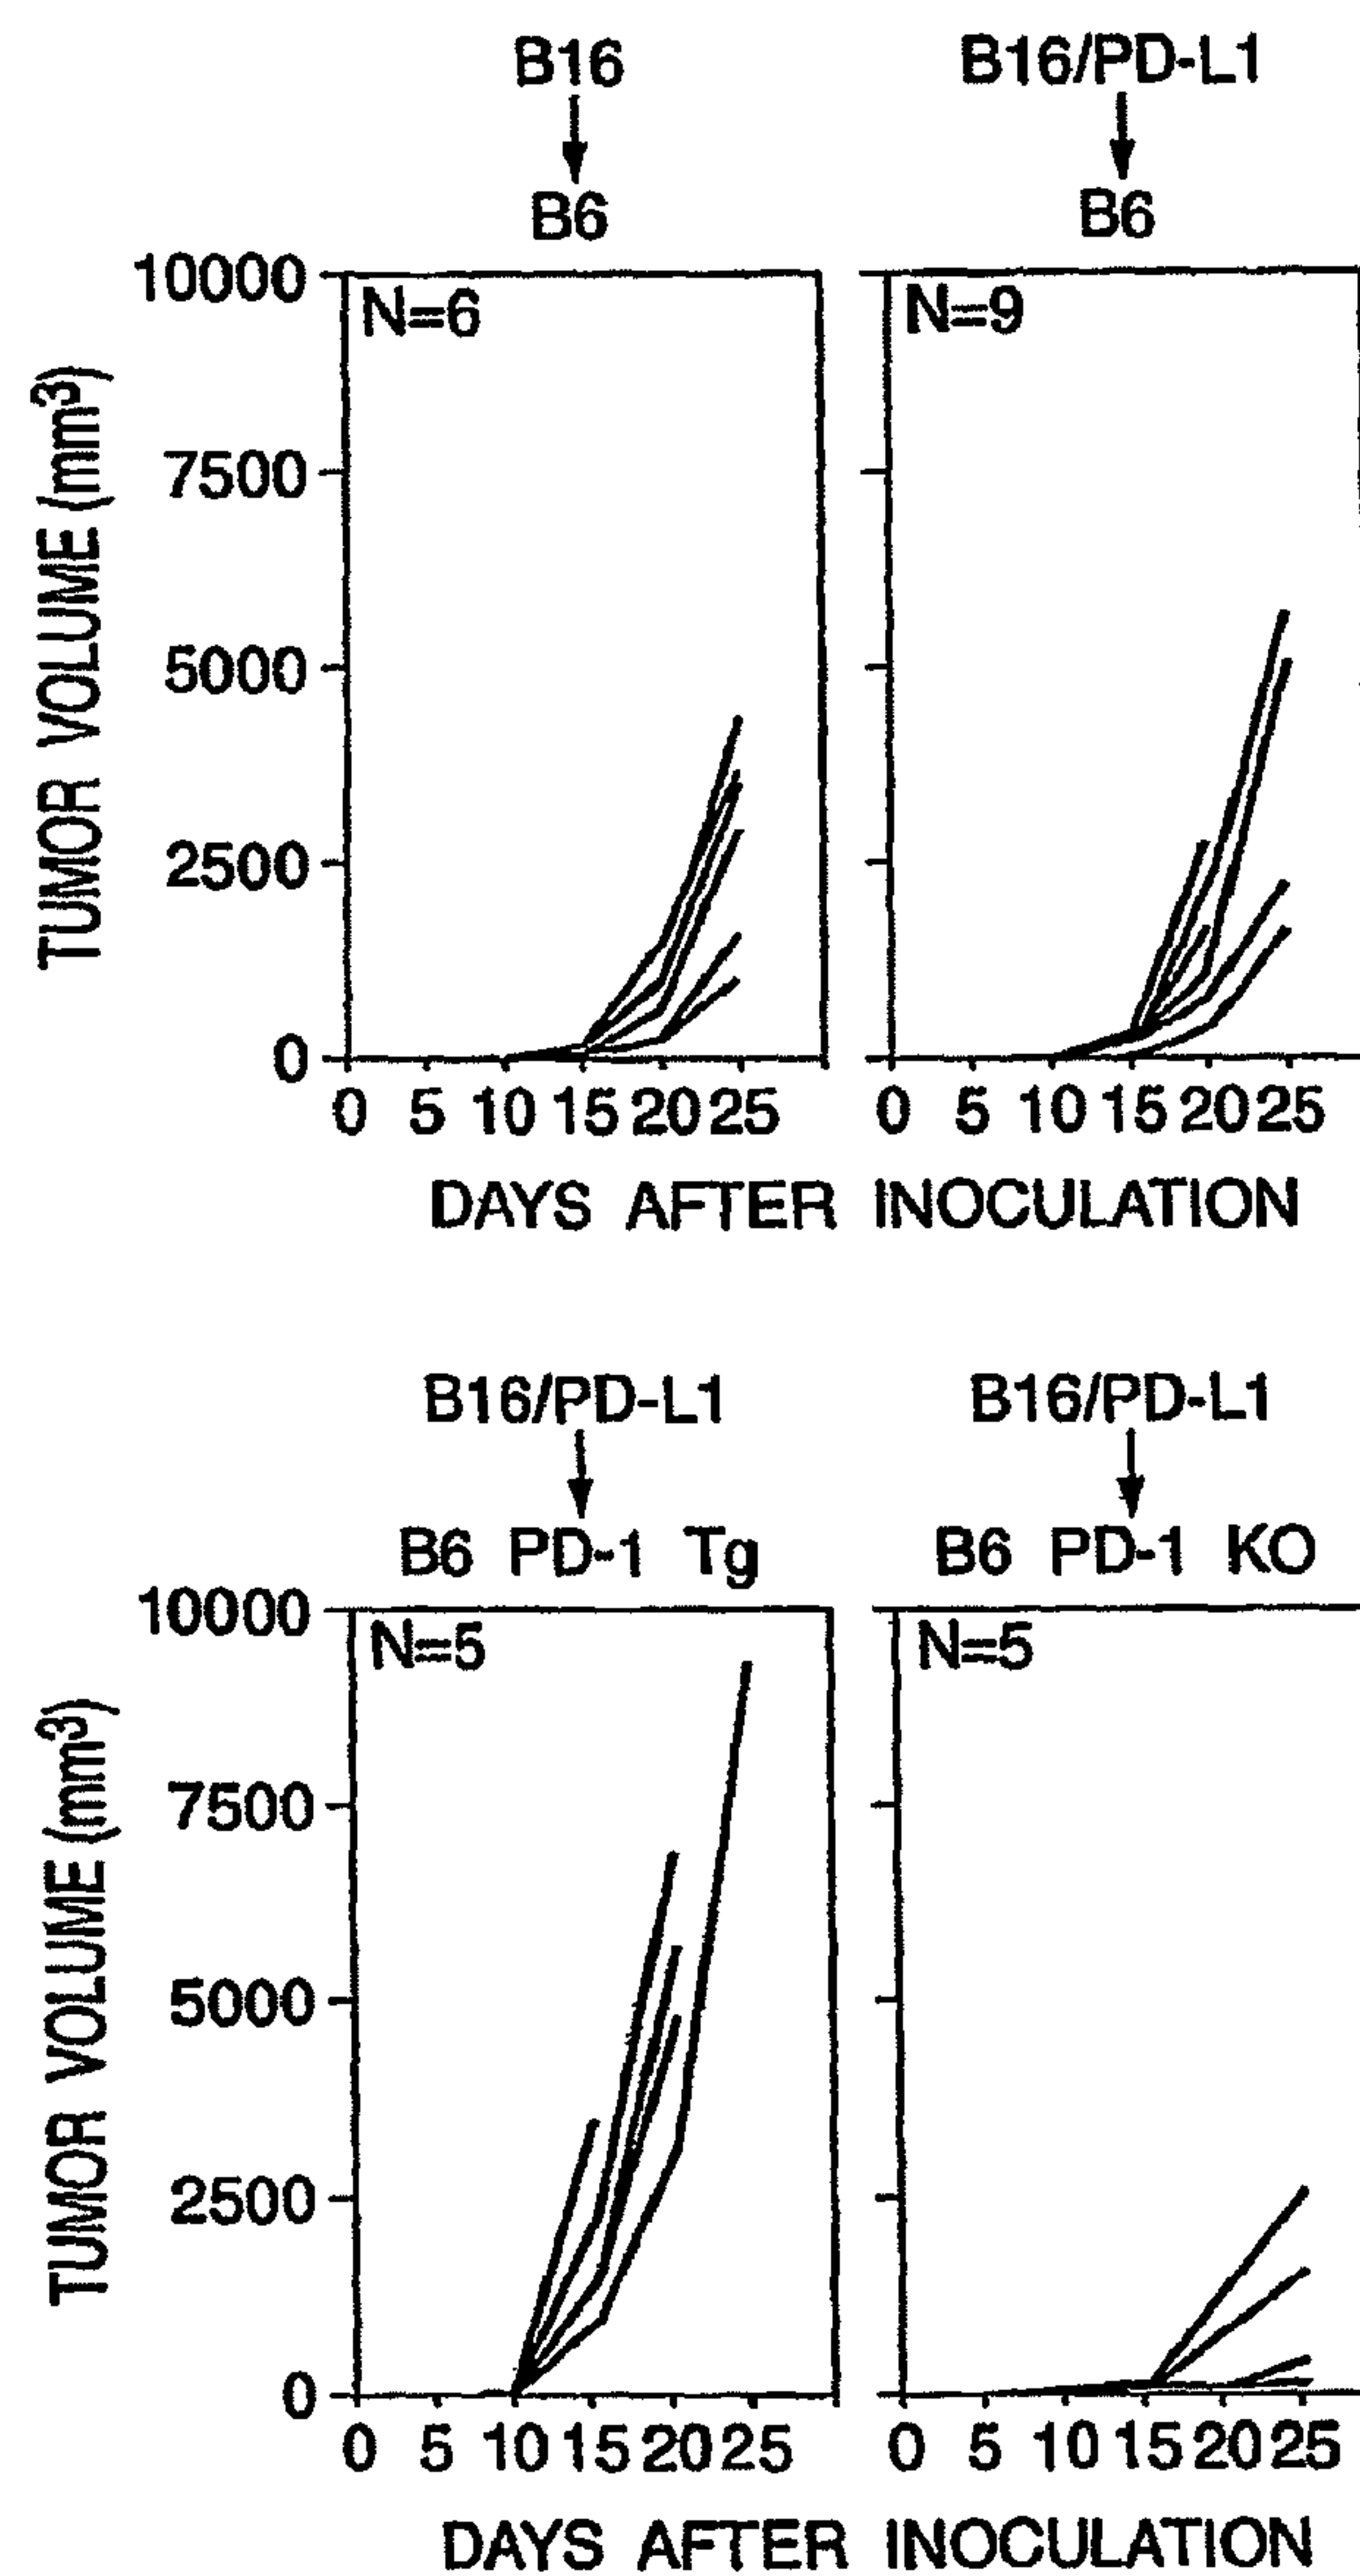 B16 B16/PD-L1
B6 B6
N=6 N=9
TUMOR VOLUME (mm³)
10000
7500
5000
2500
0
0 5 10 15 20 25 0 5 10 15 20 25
DAYS AFTER INOCULATION
B16/PD-L1 B16/PD-L1
B6 PD-1 Tg B6 PD-1 KO
N=5 N=5
TUMOR VOLUME (mm³)
10000
7500
5000
2500
0
0 5 10 15 20 25 0 5 10 15 20 25
DAYS AFTER INOCULATION